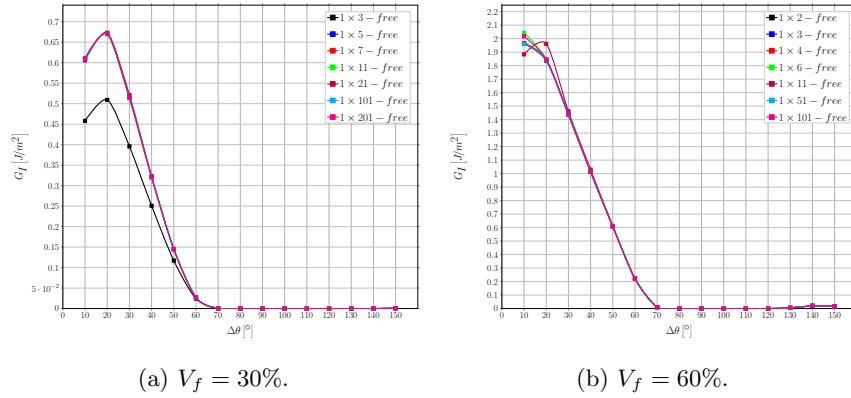 0.7
0.65
0.6
0.55
0.5
0.45
0.4
0.35
0.3
0.25
0.2
0.15
0.1
5 · 10⁻²
0
G_I [J/m²]
0 10 20 30 40 50 60 70 80 90 100 110 120 130 140 150
Δθ [°]
1 × 3 − free
1 × 5 − free
1 × 7 − free
1 × 11 − free
1 × 21 − free
1 × 101 − free
1 × 201 − free
(a) V_f = 30%.
2.2
2.1
2
1.9
1.8
1.7
1.6
1.5
1.4
1.3
1.2
1.1
1
0.9
0.8
0.7
0.6
0.5
0.4
0.3
0.2
0.1
0
G_I [J/m²]
0 10 20 30 40 50 60 70 80 90 100 110 120 130 140 150
Δθ [°]
1 × 2 − free
1 × 3 − free
1 × 4 − free
1 × 6 − free
1 × 11 − free
1 × 51 − free
1 × 101 − free
(b) V_f = 60%.